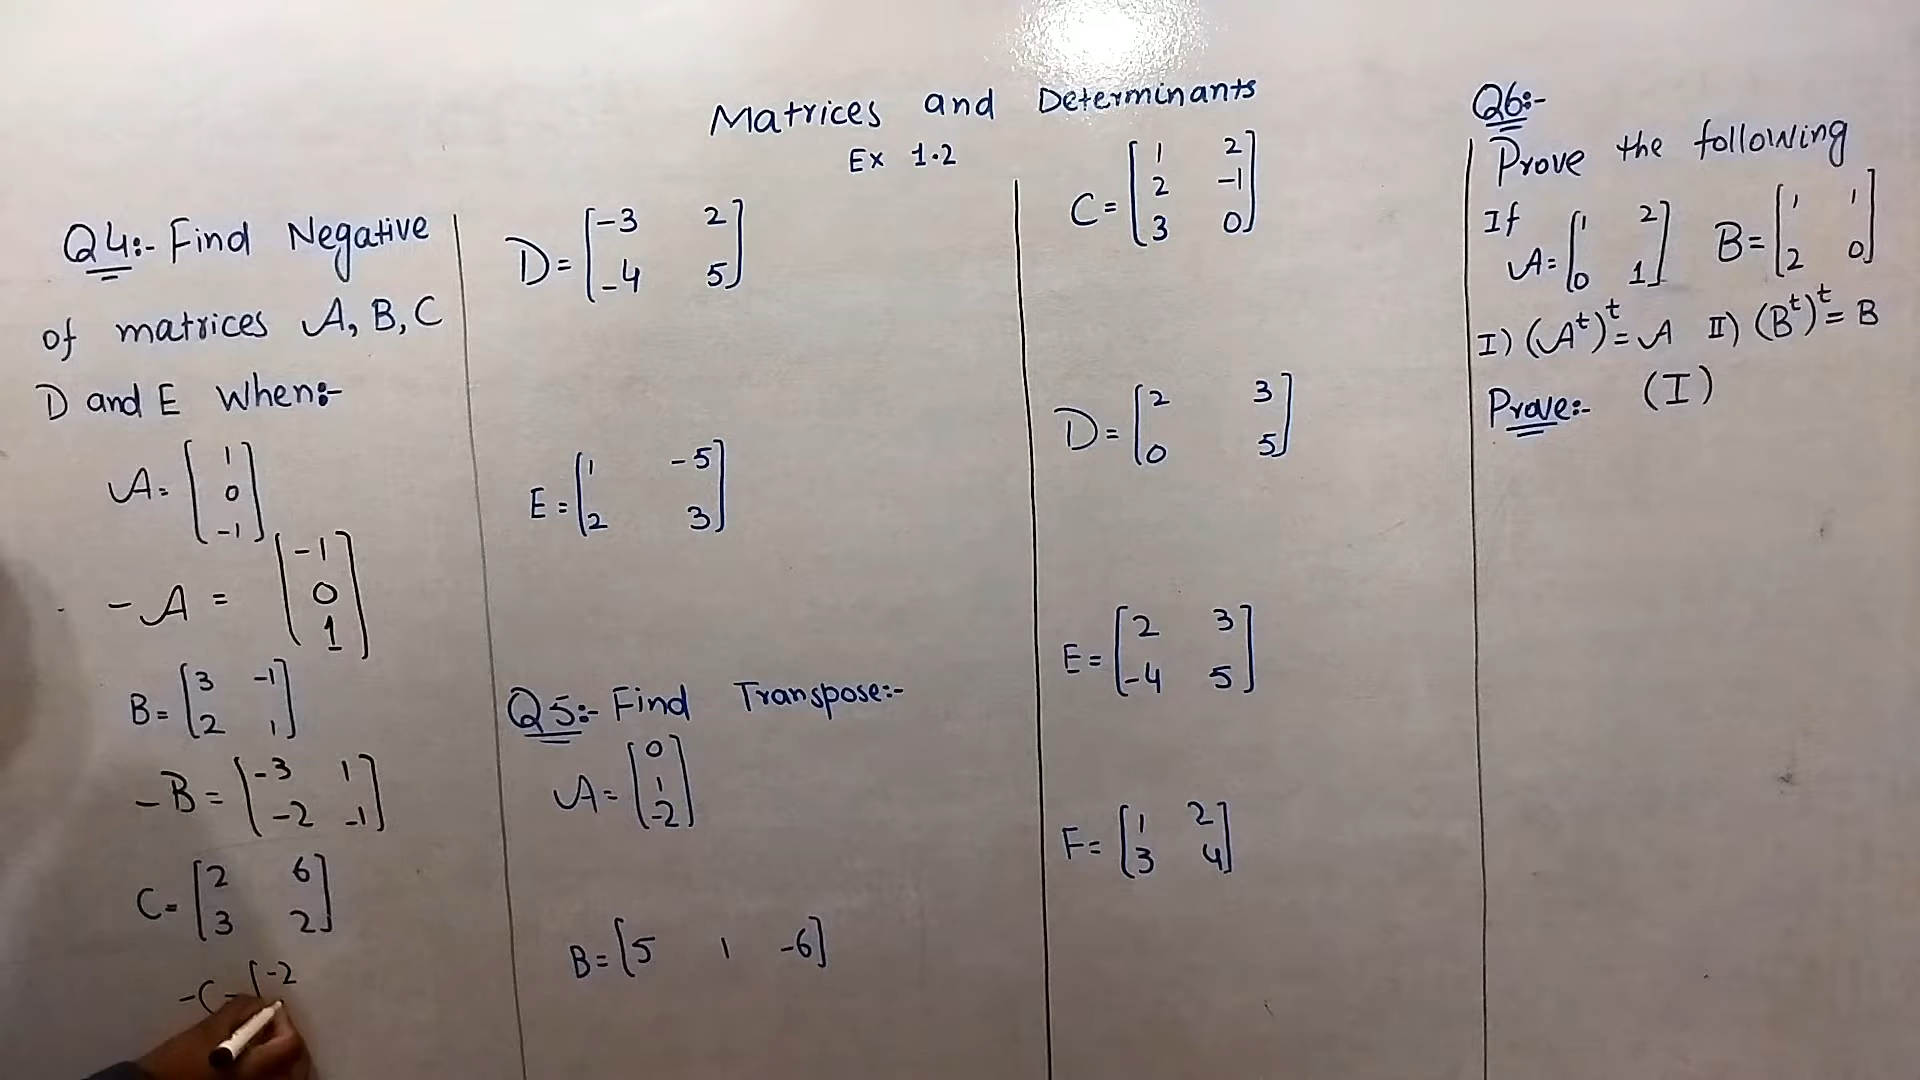 Matrices and Determinants
Ex 1.2
Q4:- Find Negative
of matrices A, B, C
D and E When:-
A = [1
0
-1]
-A = [-1
0
1]
B = [3 -1
2 1]
-B = [-3 1
-2 -1]
C = [2 6
3 2]
-C = [-2
D = [-3 2
-4 5]
E = [1 -5
2 3]
Q5:- Find Transpose:-
A = [0
1
-2]
B = [5 1 -6]
C = [1 2
2 -1
3 0]
D = [2 3
0 5]
E = [2 3
-4 5]
F = [1 2
3 4]
Q6:-
Prove the following
If
A = [1 2
0 1] B = [1 1
2 0]
I) (A^t)^t = A II) (B^t)^t = B
Prove:- (I)